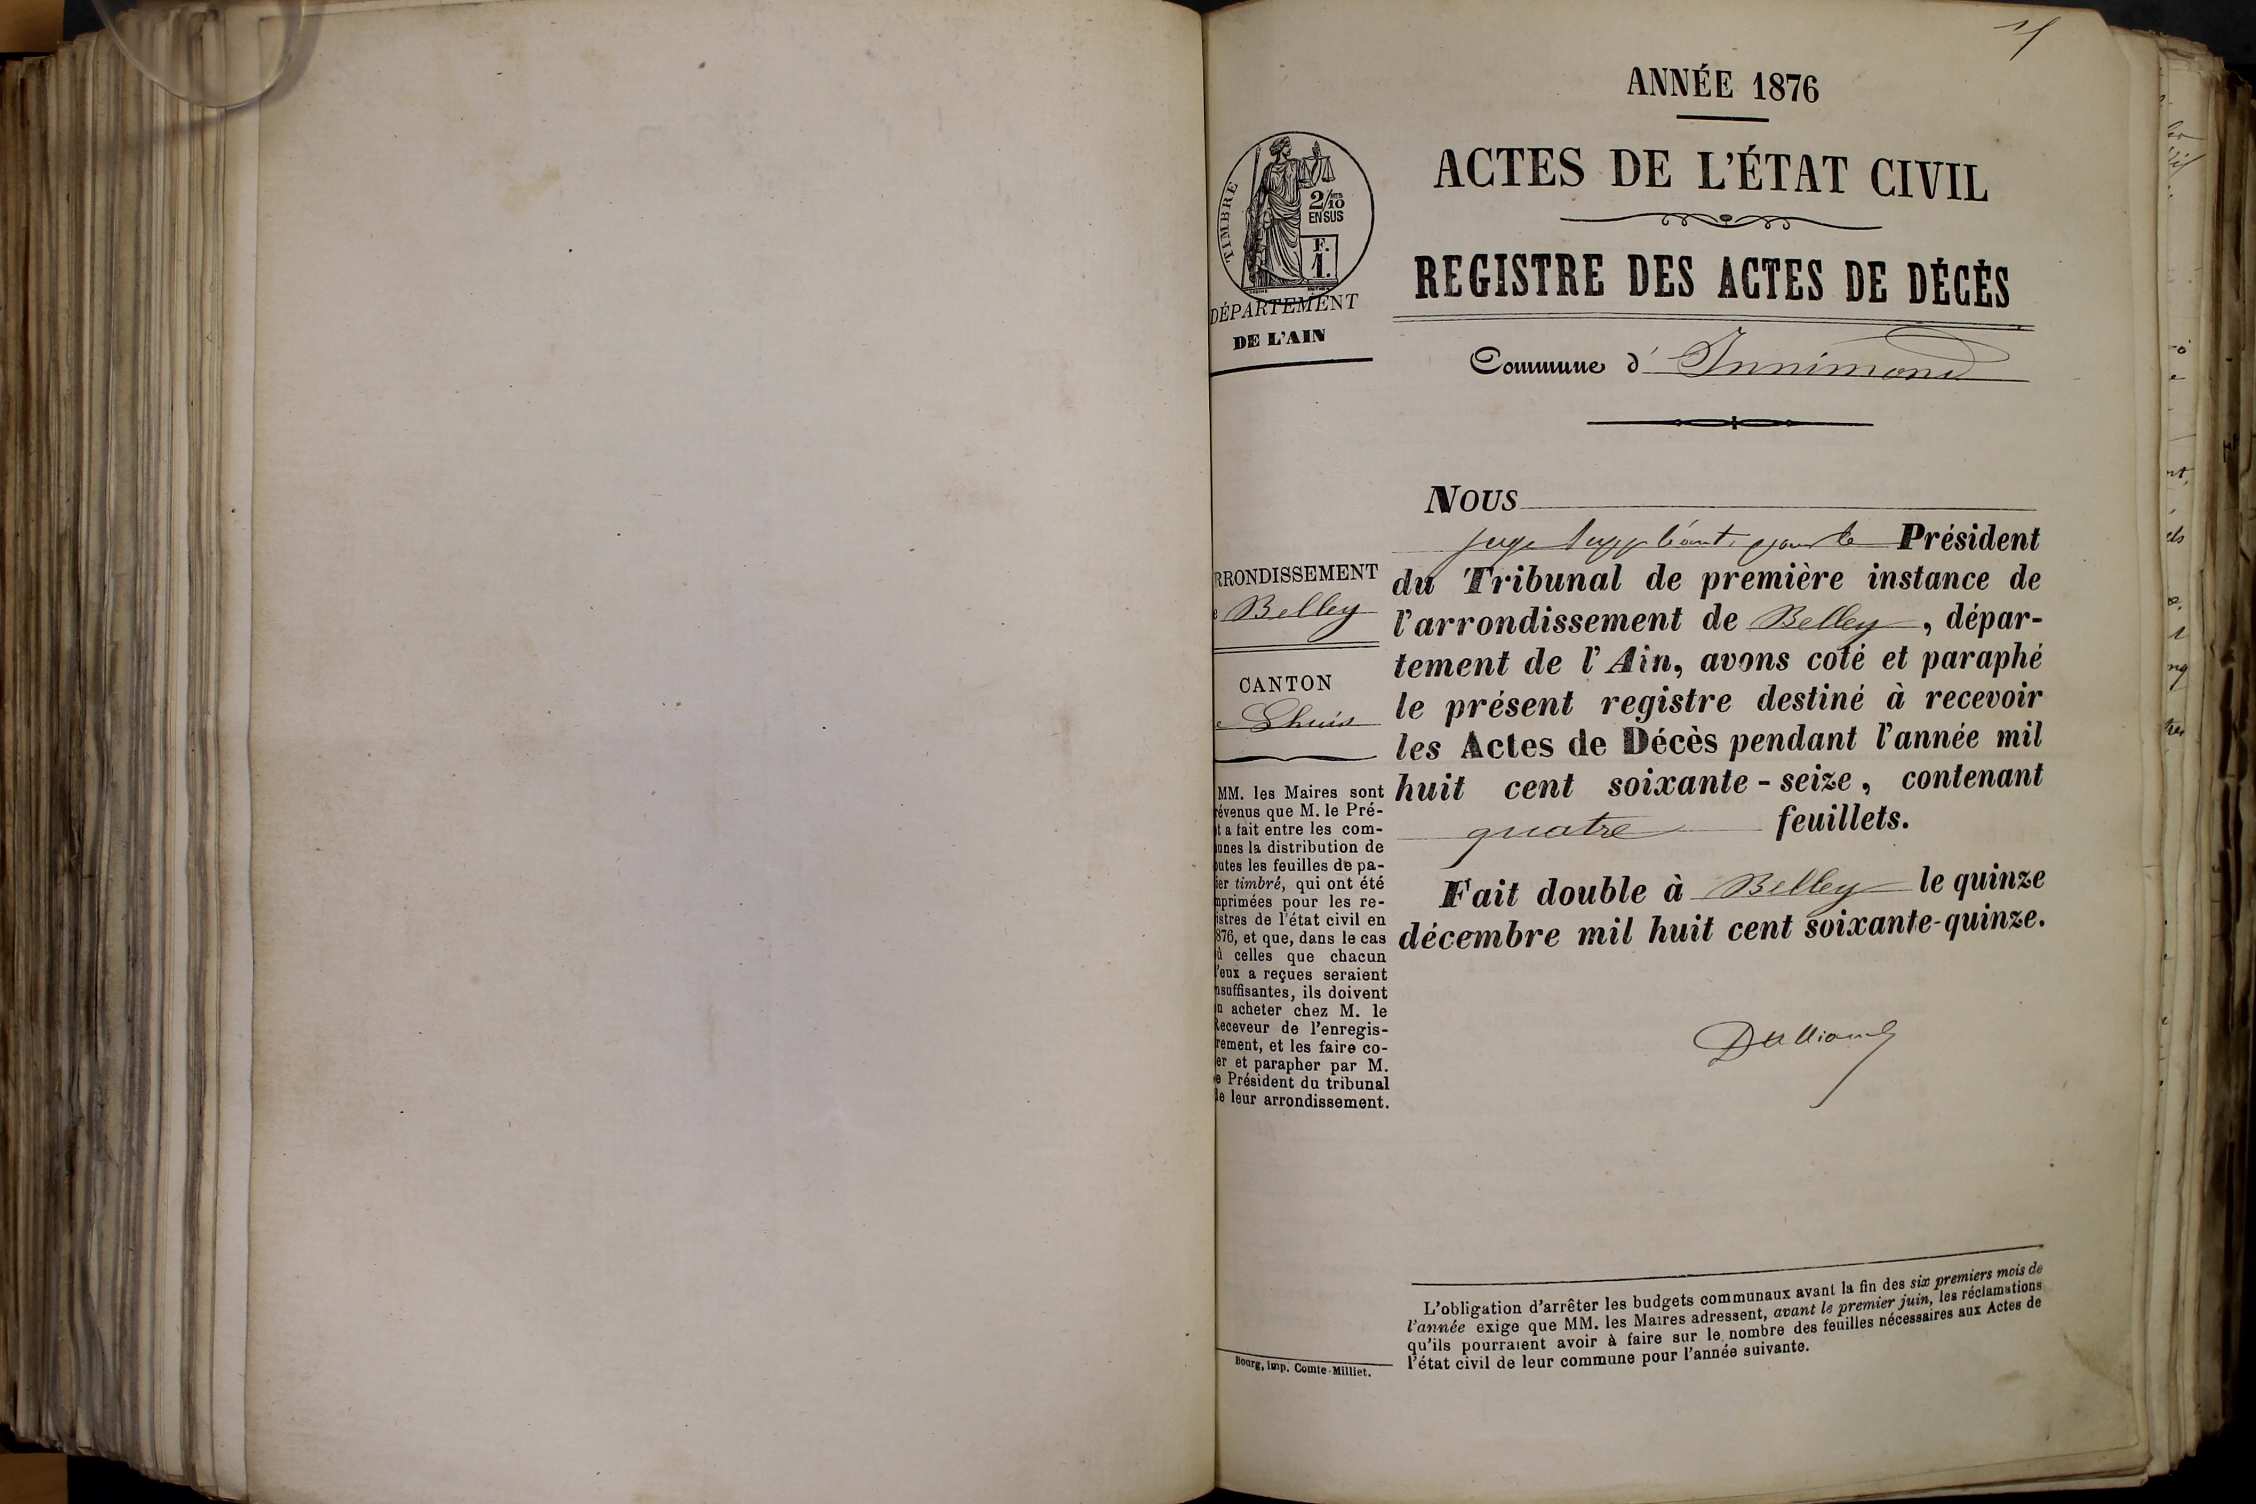 ANNÉE 1876
ACTES DE L'ÉTAT CIVIL
REGISTRE DES ACTES DE DÉCÈS
Commune d' Innimond
TIMBRE
2/10 es
EN SUS
F.
1.
DÉPARTEMENT
DE L'AIN
RRONDISSEMENT
e Belley
CANTON
e Lhuis
MM. les Maires sont
révenus que M. le Pré-
t a fait entre les com-
unes la distribution de
outes les feuilles de pa-
ier timbré, qui ont été
mprimées pour les re-
istres de l'état civil en
876, et que, dans le cas
ù celles que chacun
'eux a reçues seraient
nsuffisantes, ils doivent
n acheter chez M. le
Receveur de l'enregis-
rement, et les faire co-
er et parapher par M.
e Président du tribunal
de leur arrondissement.
Bourg, imp. Comte-Milliet.
NOUS
juge suppléant, pour le Président
du Tribunal de première instance de
l'arrondissement de Belley, dépar-
tement de l'Ain, avons coté et paraphé
le présent registre destiné à recevoir
les Actes de Décès pendant l'année mil
huit cent soixante-seize, contenant
quatre feuillets.
Fait double à Belley le quinze
décembre mil huit cent soixante-quinze.
L'obligation d'arrêter les budgets communaux avant la fin des six premiers mois de
l'année exige que MM. les Maires adressent, avant le premier juin, les réclamations
qu'ils pourraient avoir à faire sur le nombre des feuilles nécessaires aux Actes de
l'état civil de leur commune pour l'année suivante.